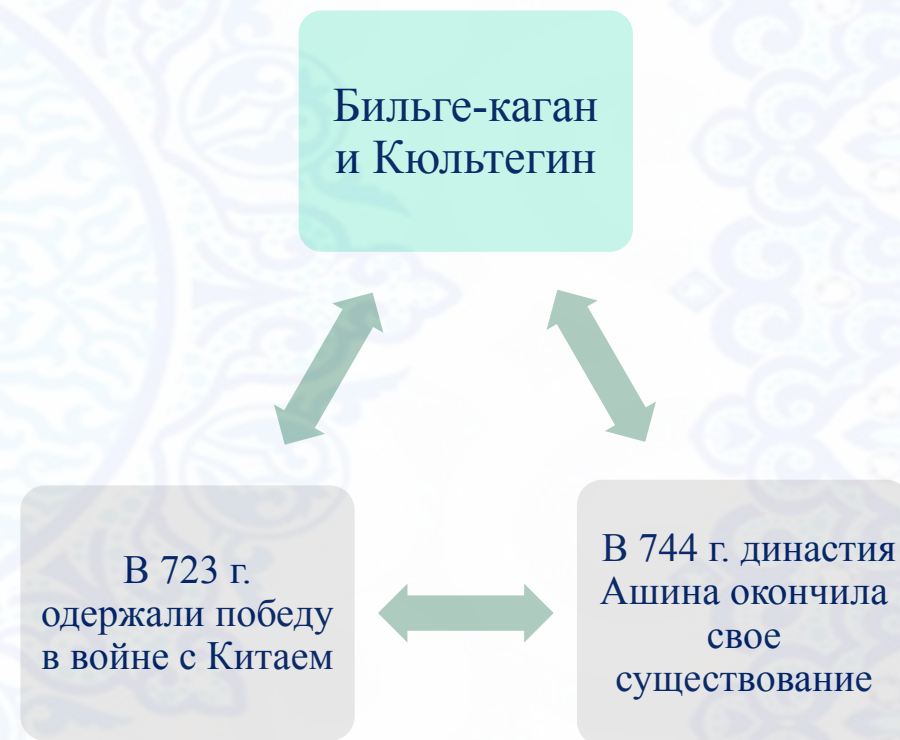 Бильге-каган
и Кюльтегин
В 723 г.
одержали победу
в войне с Китаем
В 744 г. династия
Ашина окончила
свое
существование